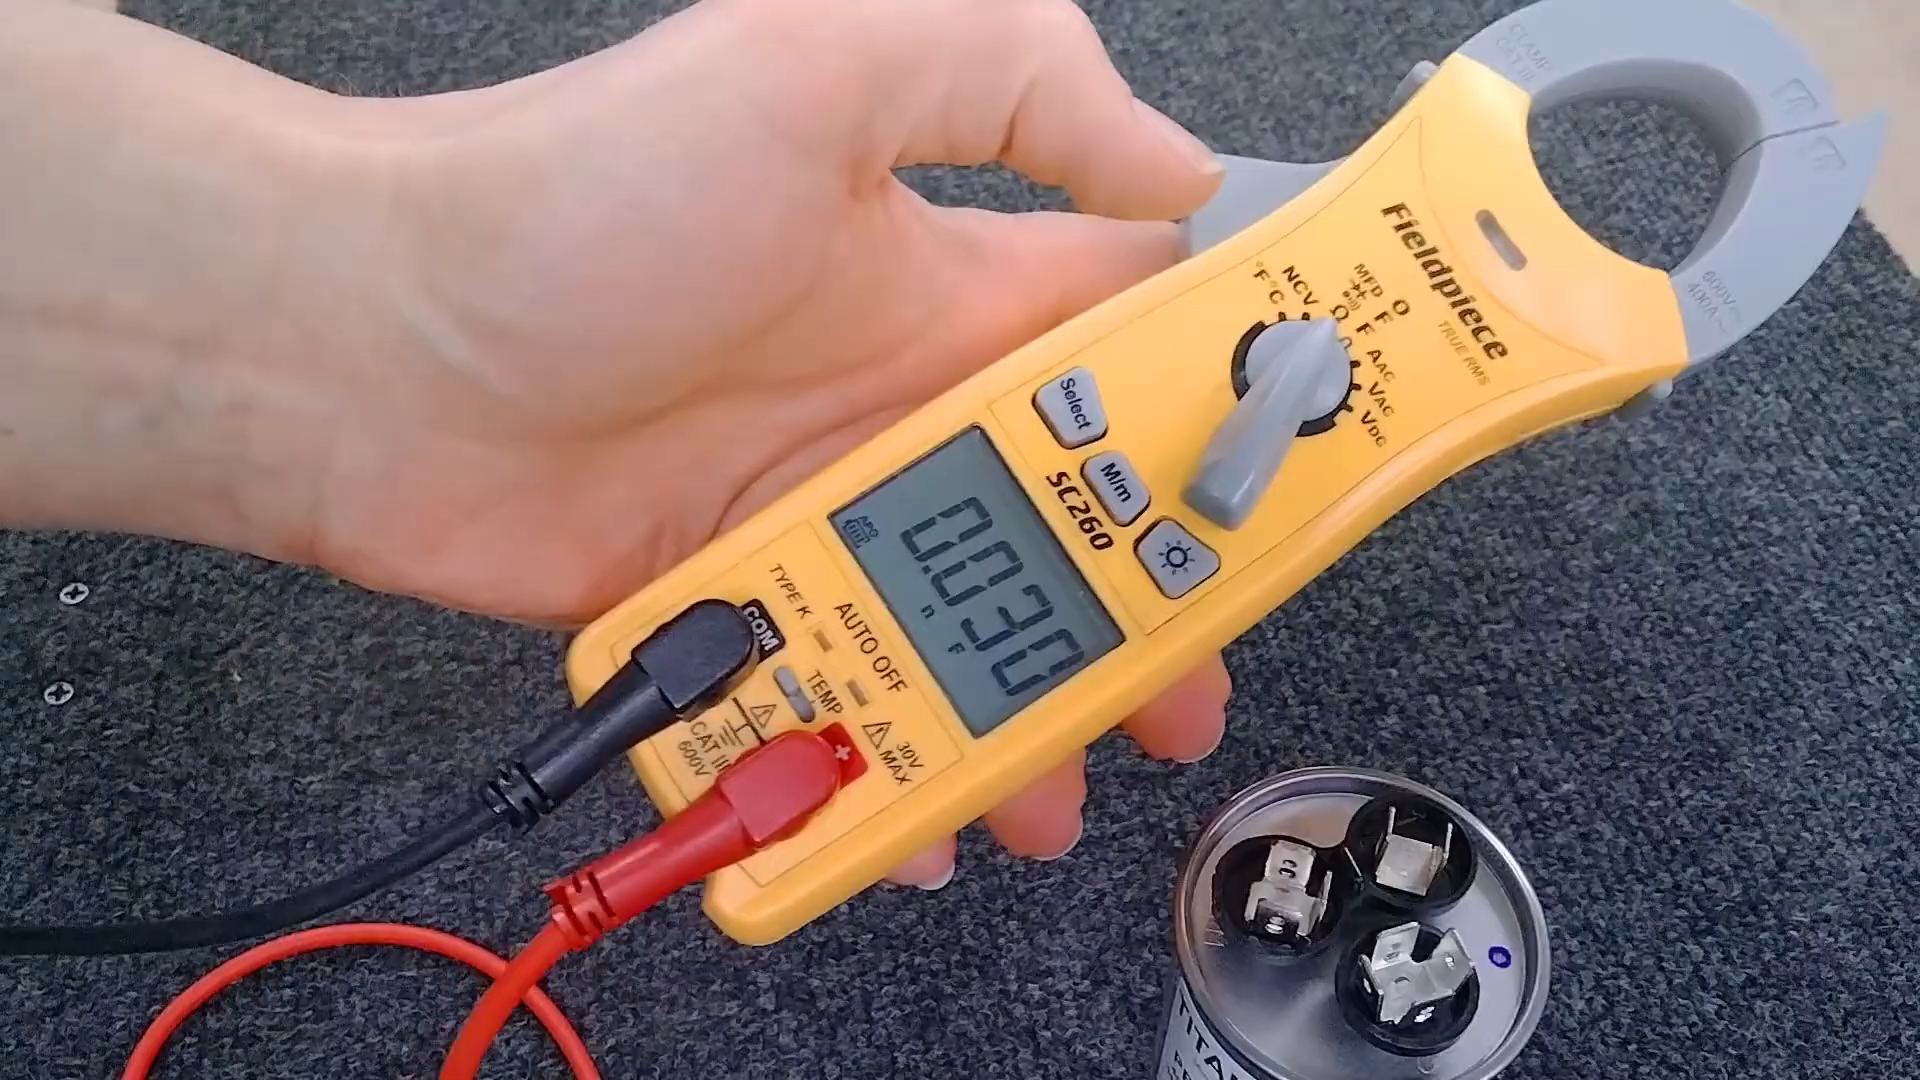 CLAMP
CAT III
600V
400A
Fieldpiece
TRUE RMS
°F°C
NCV
MFD
Ω
O
F
F
AAC
VAC
VDC
Select
M/m
SC260
APO
0.030
n F
TYPE K
AUTO OFF
TEMP
COM
+
CAT III
600V
30V
MAX